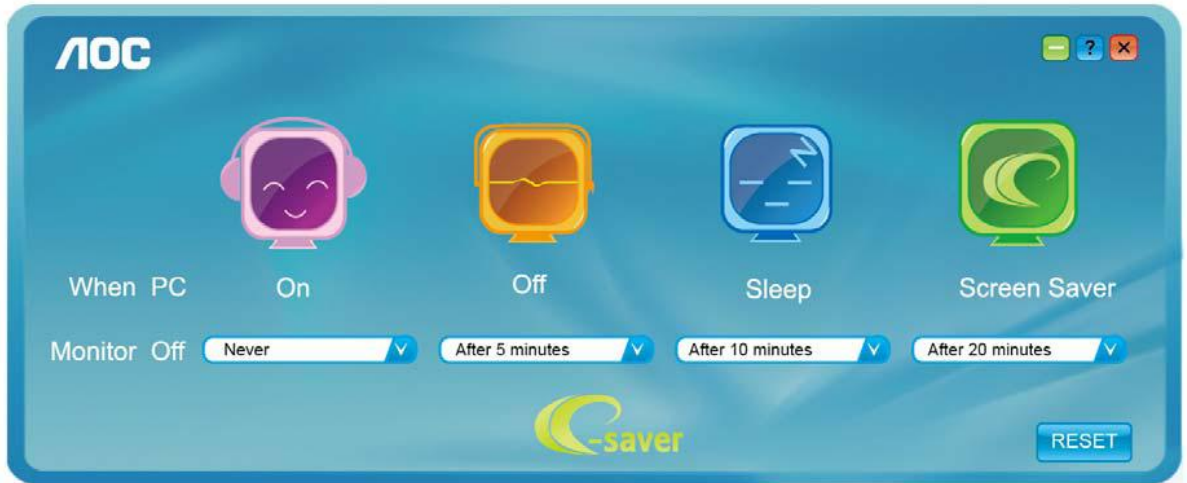 AOC
?
When PC On Off Sleep Screen Saver
Monitor Off Never After 5 minutes After 10 minutes After 20 minutes
e-saver
RESET